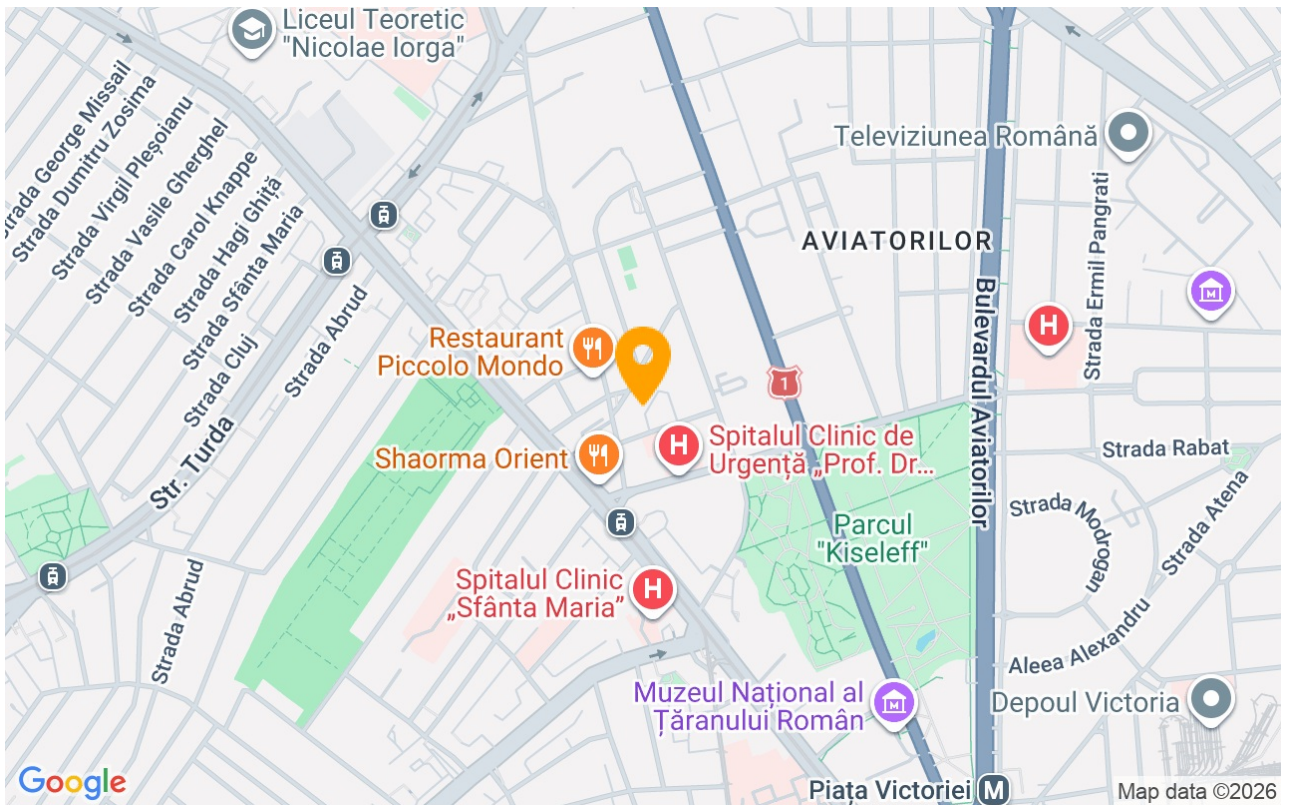 Liceul Teoretic
"Nicolae Iorga"
Strada George Missail
Strada Dumitru Zosima
Strada Virgil Pleșoianu
Strada Vasile Gherghel
Strada Carol Knappe
Strada Hagi Ghiță
Strada Sfânta Maria
Strada Cluj
Strada Abrud
Str. Turda
Televiziunea Română
AVIATORILOR
Strada Ermil Pangrati
Bulevardul Aviatorilor
H
Restaurant
Piccolo Mondo
1
Shaorma Orient
H
Spitalul Clinic de
Urgență „Prof. Dr...
Strada Rabat
Strada Modrogan
Strada Atena
Parcul
"Kiseleff"
Spitalul Clinic
„Sfânta Maria”
H
Strada Abrud
Aleea Alexandru
Muzeul Național al
Țăranului Român
Depoul Victoria
Piața Victoriei
M
Google
Map data ©2026